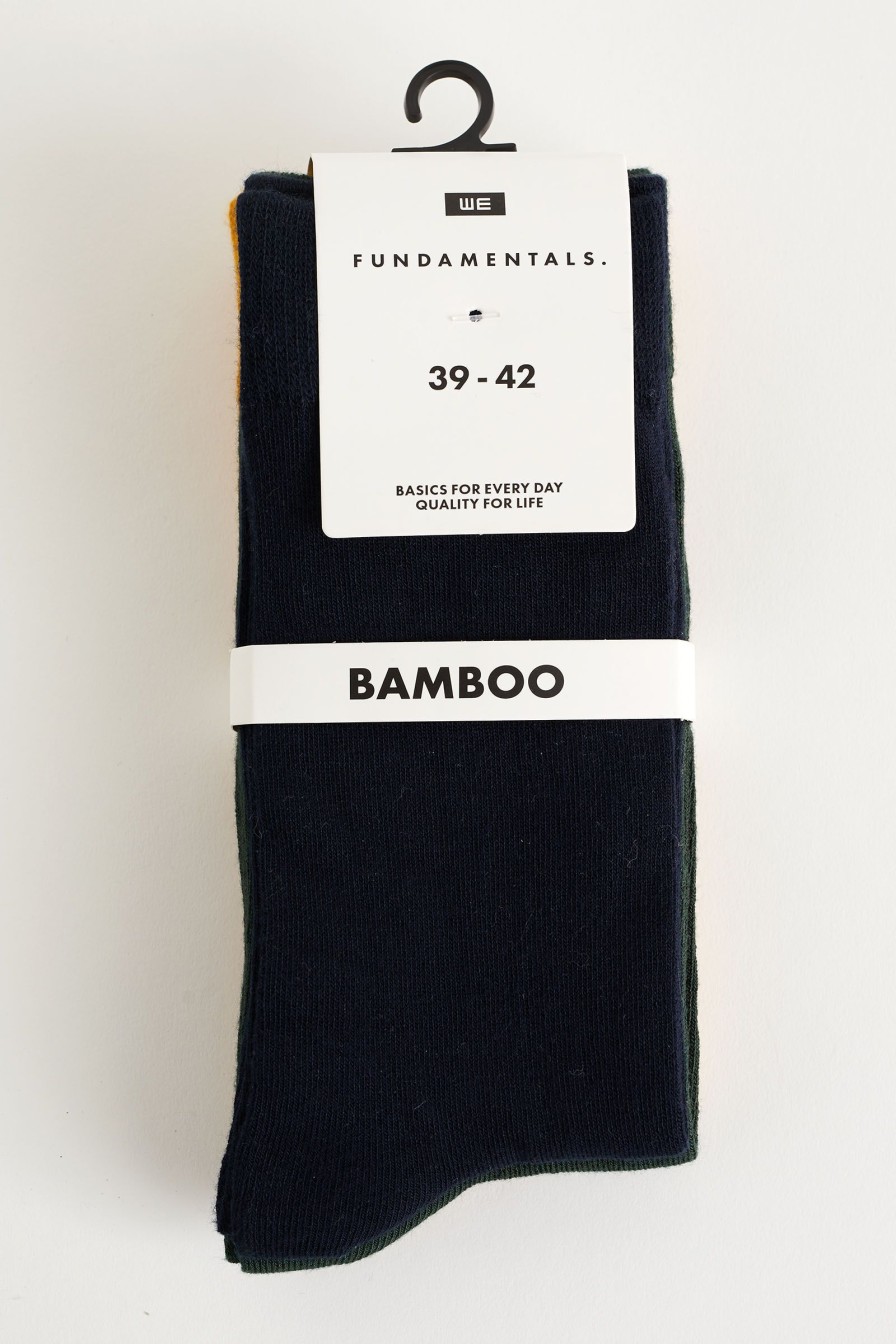 WE
FUNDAMENTALS.
39 - 42
BASICS FOR EVERY DAY
QUALITY FOR LIFE
BAMBOO